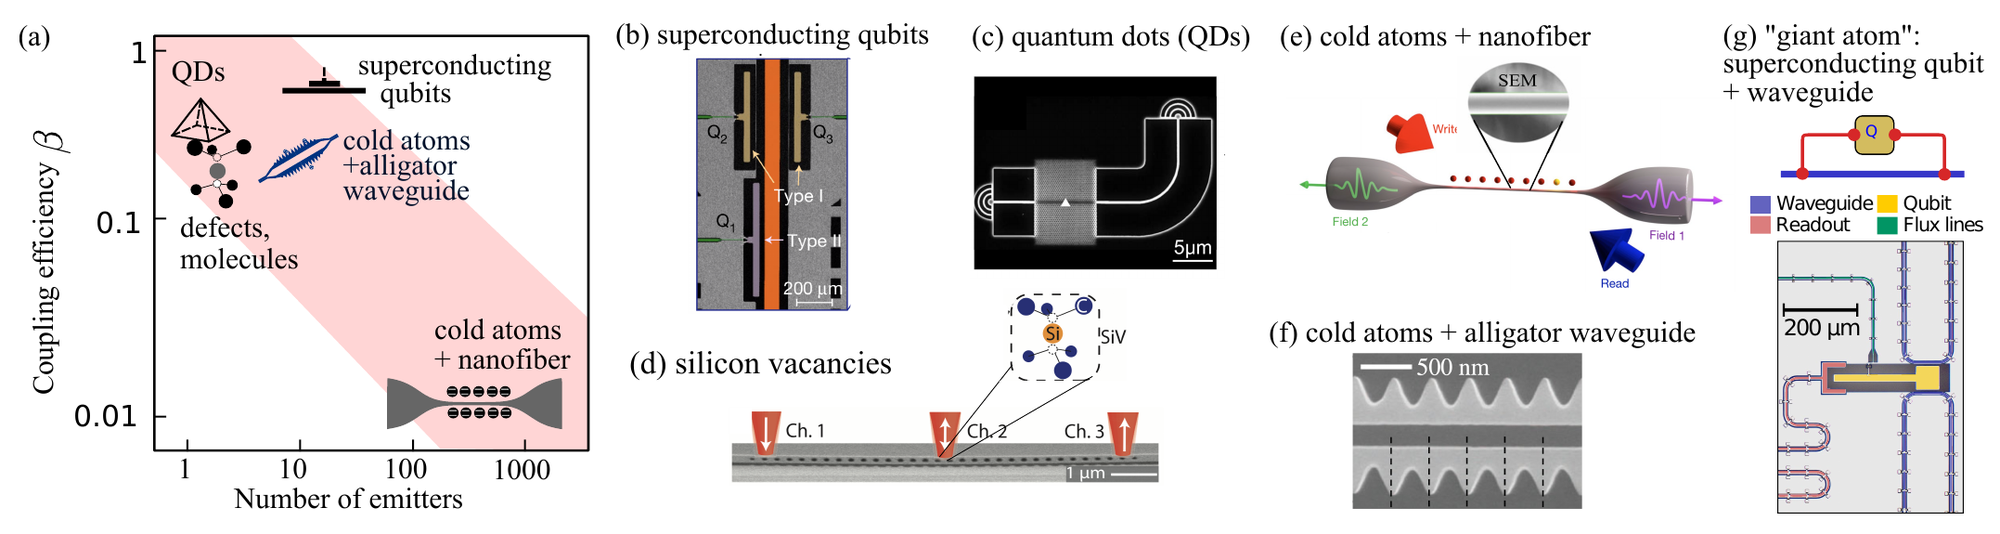 (a)
1
0.1
0.01
Coupling efficiency β
QDs
superconducting
qubits
cold atoms
+alligator
waveguide
defects,
molecules
cold atoms
+ nanofiber
1
10
100
1000
Number of emitters
(b) superconducting qubits
Q2
Q3
Type I
Q1
Type II
200 μm
(c) quantum dots (QDs)
5μm
(d) silicon vacancies
Si
SiV
Ch. 1
Ch. 2
Ch. 3
1 μm
(e) cold atoms + nanofiber
SEM
Write
Field 2
Field 1
Read
(f) cold atoms + alligator waveguide
500 nm
(g) "giant atom":
superconducting qubit
+ waveguide
Q
Waveguide
Qubit
Readout
Flux lines
200 μm